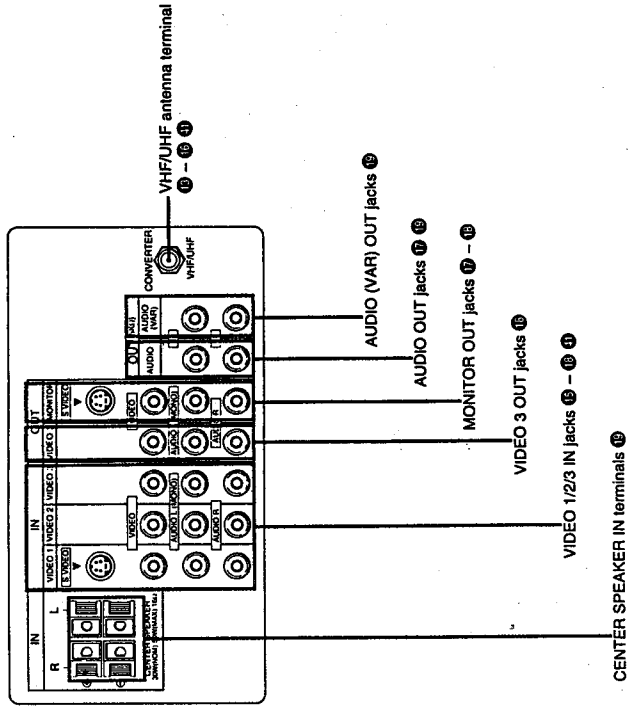 VHF/UHF antenna terminal
AUDIO (VAR) OUT jacks
AUDIO OUT jacks
MONITOR OUT jacks
VIDEO 3 OUT jacks
VIDEO 1/2/3 IN jacks
CENTER SPEAKER IN terminals
IN
R L
CENTER SPEAKER
IN
VIDEO 1 VIDEO 2 VIDEO
S VIDEO
VIDEO
AUDIO L (MONO)
AUDIO R
OUT
VIDEO MONITOR
S VIDEO
VIDEO
AUDIO (MONO)
R
OUT
AUDIO
AUDIO (VAR)
CONVERTER
VHF/UHF